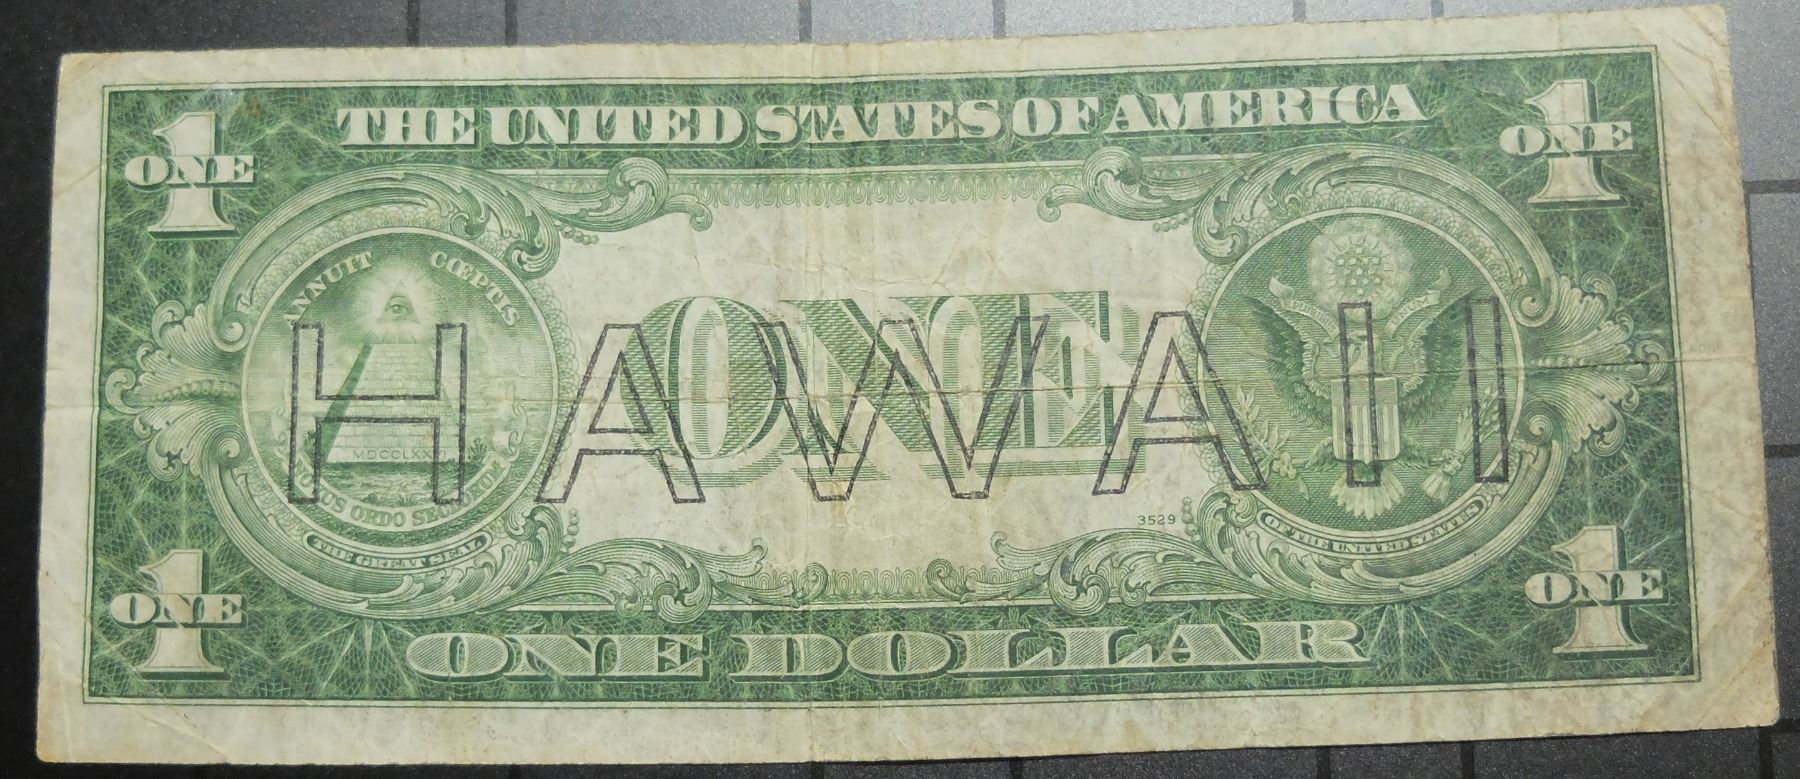 THE UNITED STATES OF AMERICA
1 ONE
1 ONE
ANNUIT CŒPTIS
ONE
HAWAII
MDCCLXXVI
NOVUS ORDO SECLORUM
THE GREAT SEAL
3529
OF THE UNITED STATES
1 ONE
1 ONE
ONE DOLLAR